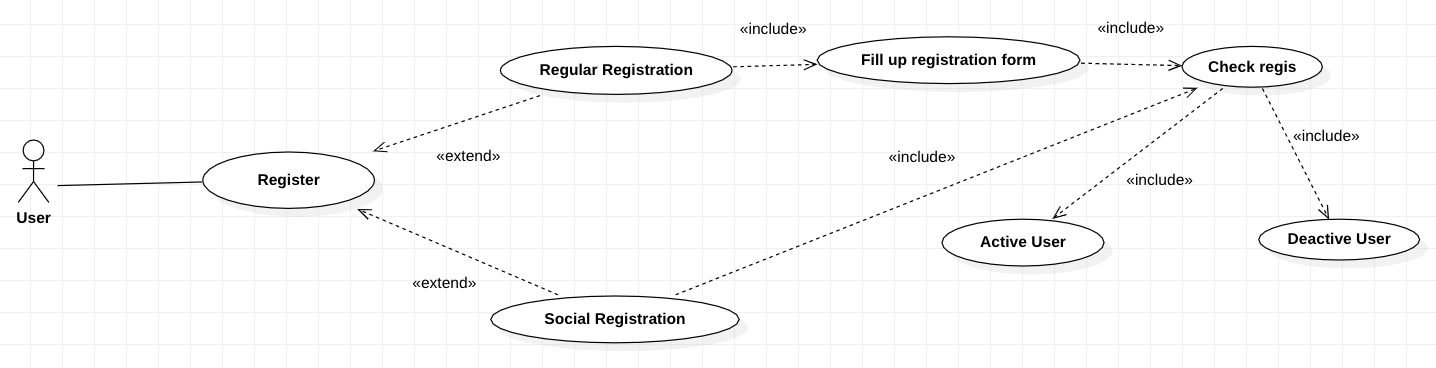 «include»
«include»
Regular Registration
Fill up registration form
Check regis
«include»
«extend»
«include»
Register
«include»
User
Active User
Deactive User
«extend»
Social Registration